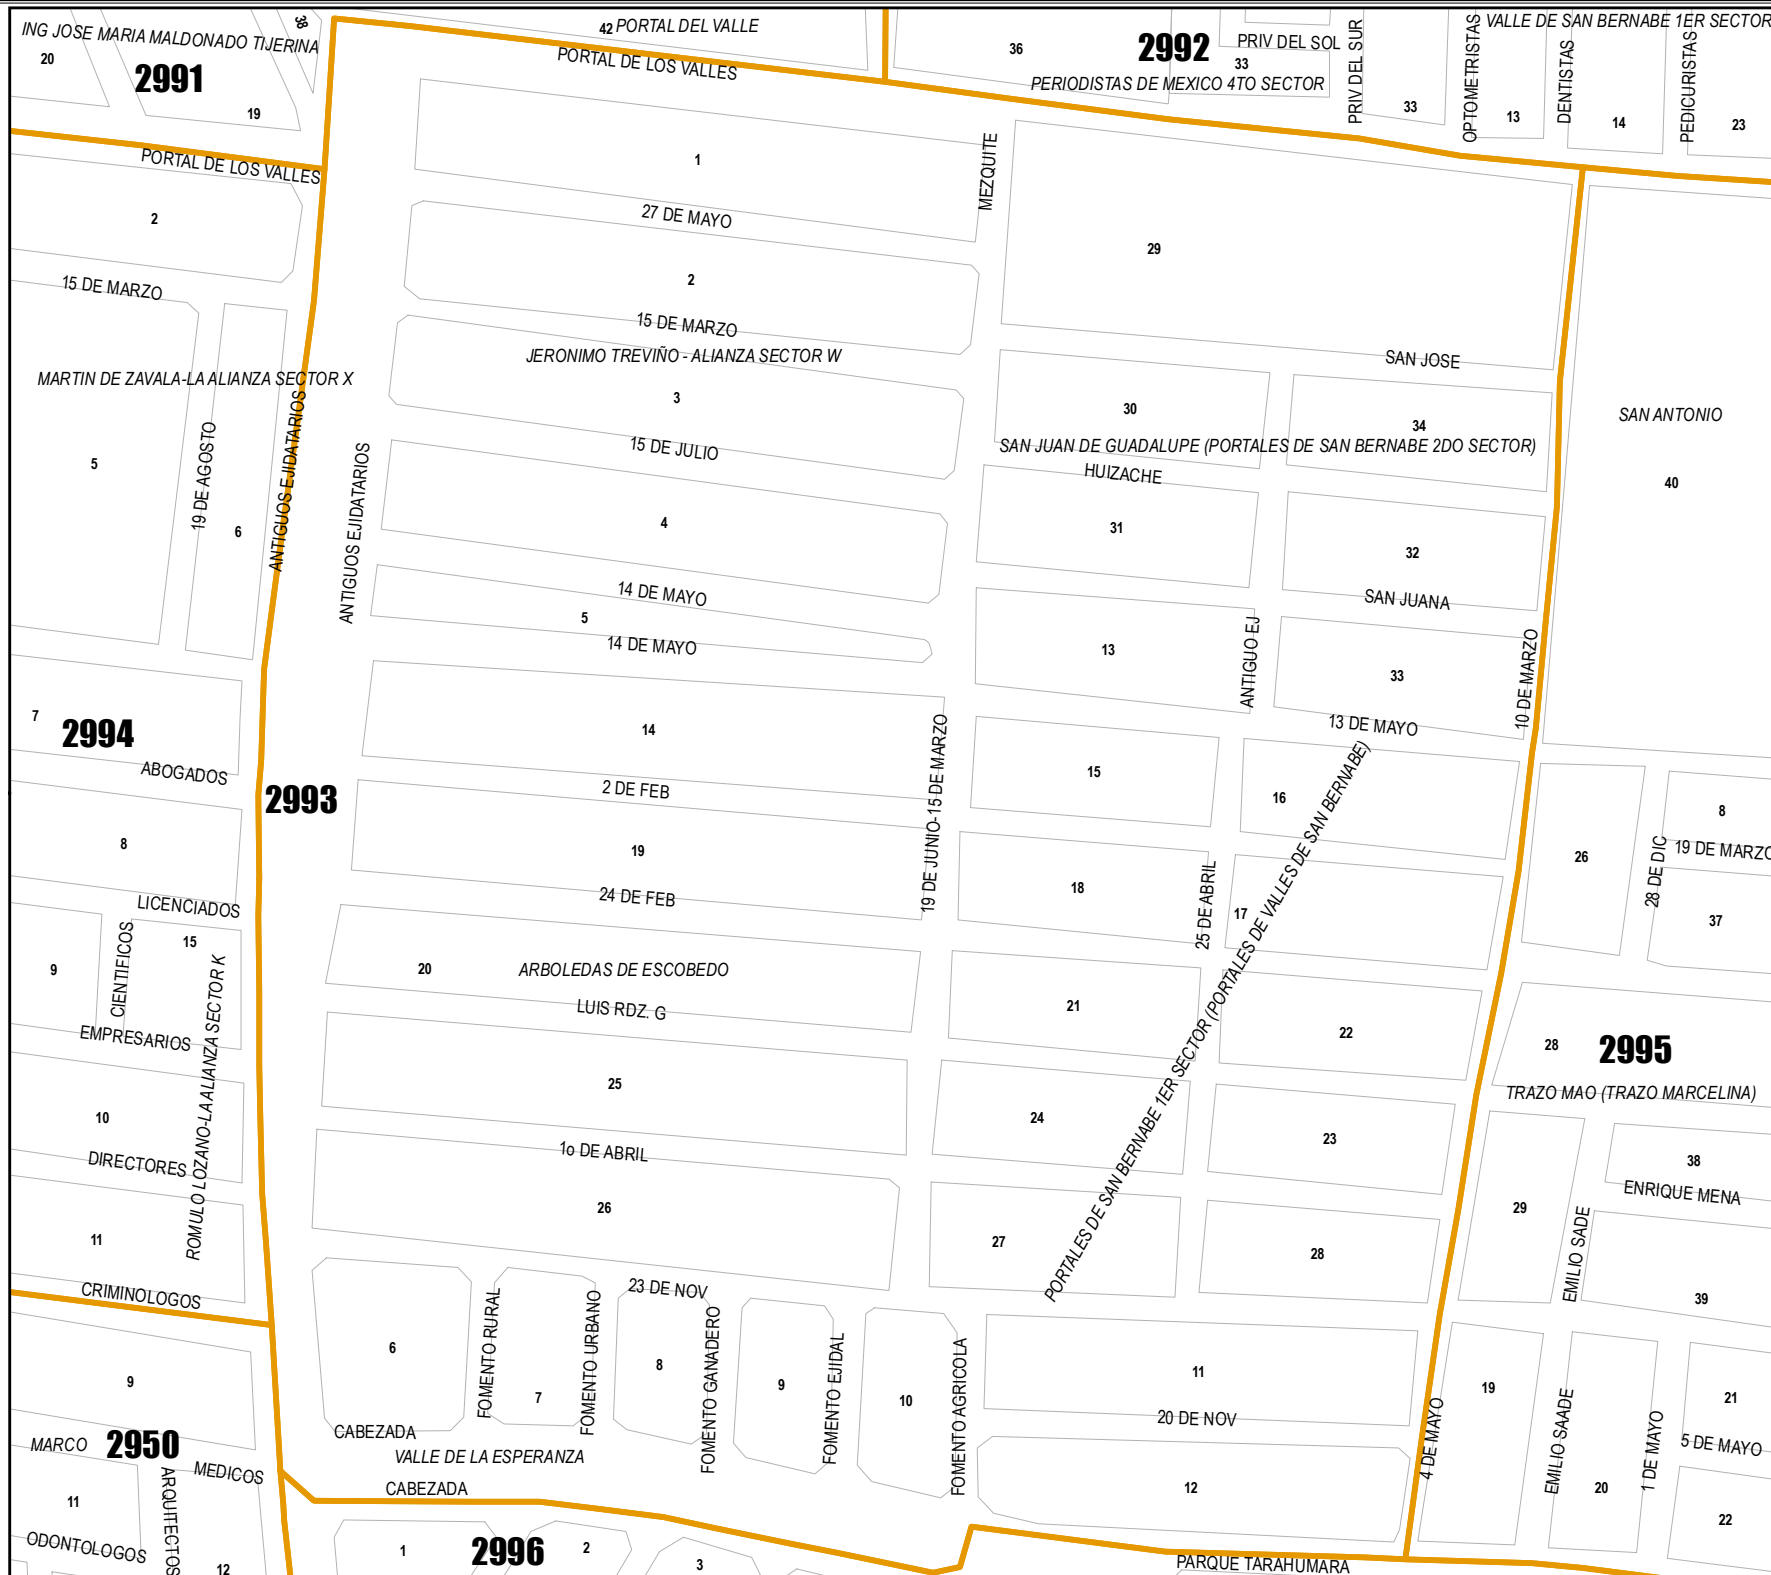 ING JOSE MARIA MALDONADO TIJERINA
38
20
2991
19
42 PORTAL DEL VALLE
PORTAL DE LOS VALLES
36
2992
PRIV DEL SOL
33
PERIODISTAS DE MEXICO 4TO SECTOR
PRIV DEL SUR
33
VALLE DE SAN BERNABE 1ER SECTOR
OPTOMETRISTAS
13
DENTISTAS
14
PEDICURISTAS
23
PORTAL DE LOS VALLES
2
15 DE MARZO
MARTIN DE ZAVALA-LA ALIANZA SECTOR X
5
19 DE AGOSTO
6
ANTIGUOS EJIDATARIOS
ANTIGUOS EJIDATARIOS
1
MEZQUITE
27 DE MAYO
2
15 DE MARZO
JERONIMO TREVIÑO - ALIANZA SECTOR W
3
15 DE JULIO
4
14 DE MAYO
5
14 DE MAYO
29
SAN JOSE
30
34
SAN JUAN DE GUADALUPE (PORTALES DE SAN BERNABE 2DO SECTOR)
HUIZACHE
31
32
SAN JUANA
SAN ANTONIO
40
13
ANTIGUO EJ
33
10 DE MARZO
13 DE MAYO
7
2994
ABOGADOS
8
LICENCIADOS
2993
14
2 DE FEB
19
24 DE FEB
19 DE JUNIO-15 DE MARZO
15
16
18
25 DE ABRIL
17
PORTALES DE SAN BERNABE 1ER SECTOR (PORTALES DE VALLES DE SAN BERNABE)
26
28 DE DIC
8
19 DE MARZO
37
9
CIENTIFICOS
15
EMPRESARIOS
ROMULO LOZANO-LA ALIANZA SECTOR K
10
DIRECTORES
11
CRIMINOLOGOS
20
ARBOLEDAS DE ESCOBEDO
LUIS RDZ. G
25
1o DE ABRIL
26
23 DE NOV
21
22
24
23
27
28
28
2995
TRAZO MAO (TRAZO MARCELINA)
38
ENRIQUE MENA
29
EMILIO SADE
39
6
FOMENTO RURAL
7
FOMENTO URBANO
8
FOMENTO GANADERO
9
FOMENTO EJIDAL
10
FOMENTO AGRICOLA
11
20 DE NOV
12
4 DE MAYO
19
EMILIO SAADE
20
1 DE MAYO
21
5 DE MAYO
22
9
MARCO
2950
MEDICOS
11
ARQUITECTOS
ODONTOLOGOS
12
CABEZADA
VALLE DE LA ESPERANZA
CABEZADA
1
2996
2
3
PARQUE TARAHUMARA